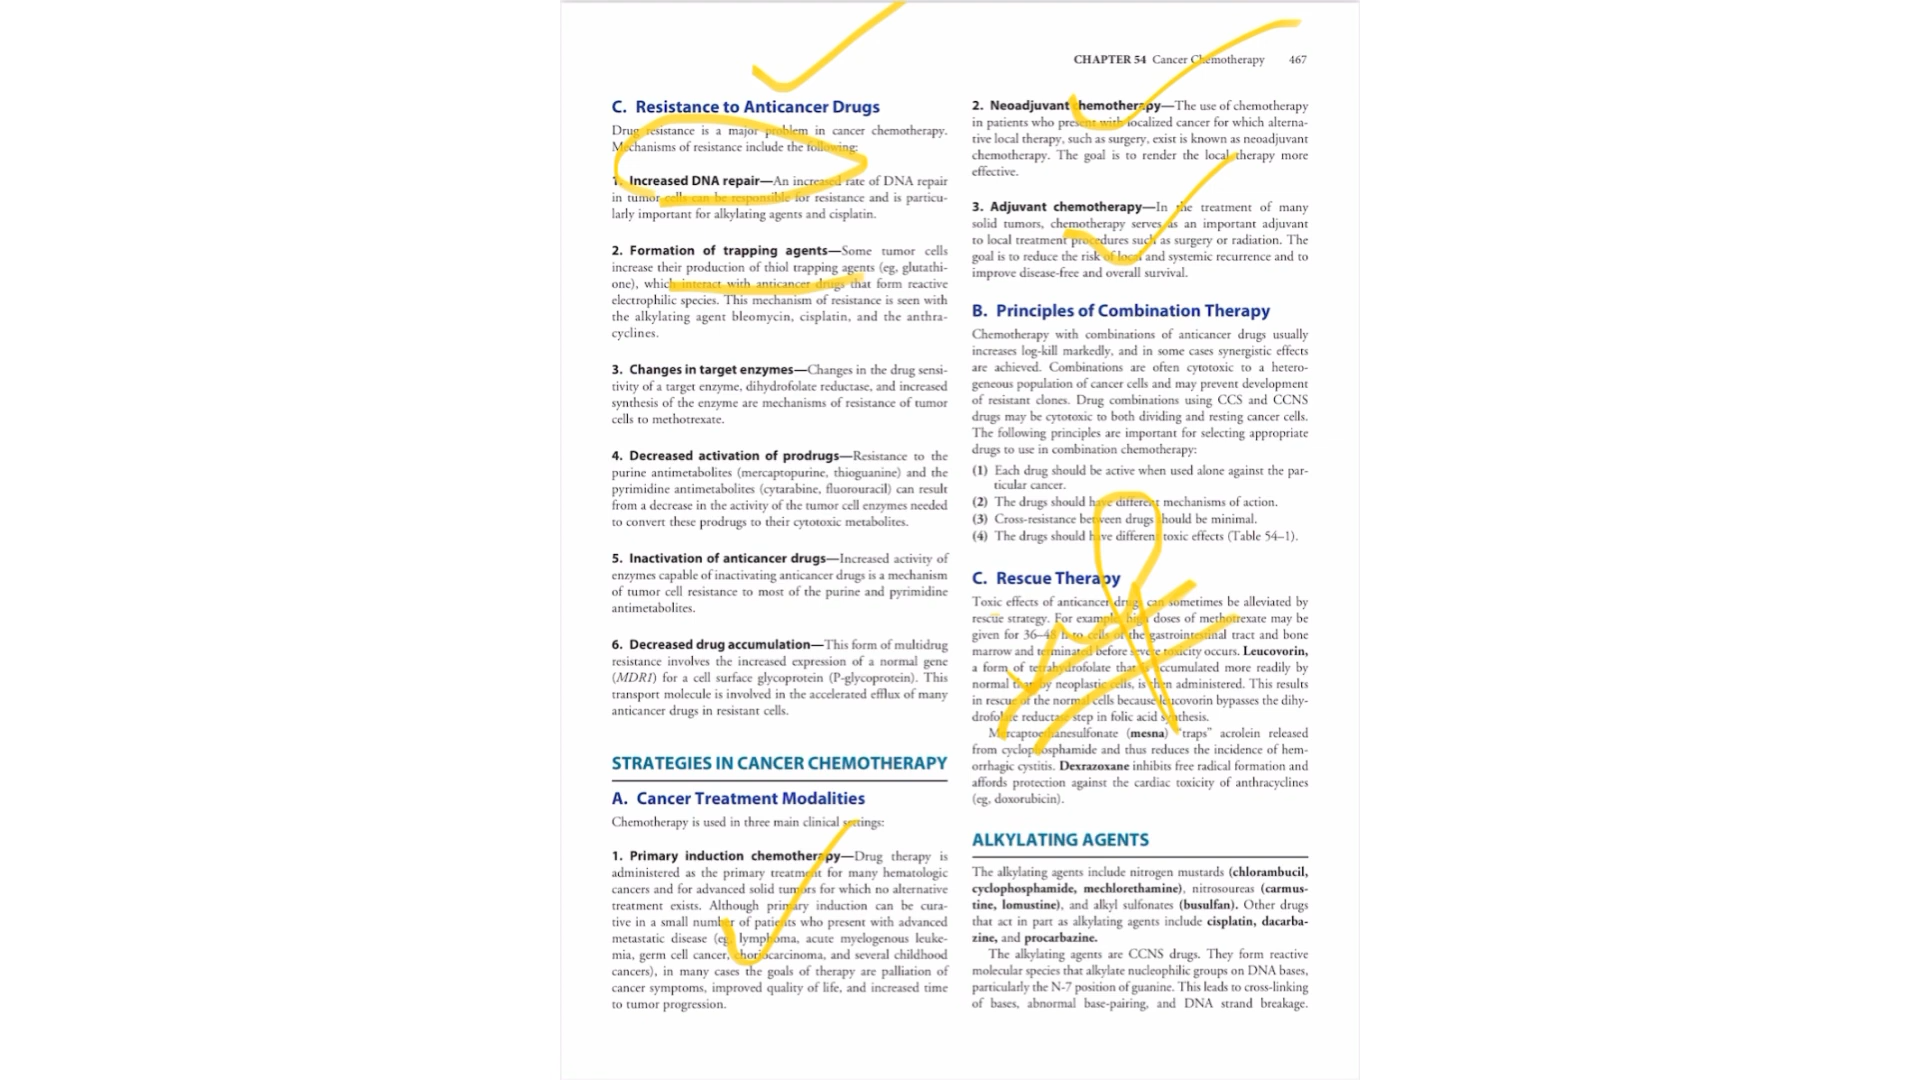 CHAPTER 54 Cancer Chemotherapy 467
C. Resistance to Anticancer Drugs
Drug resistance is a major problem in cancer chemotherapy.
Mechanisms of resistance include the following:
1. Increased DNA repair—An increased rate of DNA repair
in tumor cells can be responsible for resistance and is particu-
larly important for alkylating agents and cisplatin.
2. Formation of trapping agents—Some tumor cells
increase their production of thiol trapping agents (eg, glutathi-
one), which interact with anticancer drugs that form reactive
electrophilic species. This mechanism of resistance is seen with
the alkylating agent bleomycin, cisplatin, and the anthra-
cyclines.
3. Changes in target enzymes—Changes in the drug sensi-
tivity of a target enzyme, dihydrofolate reductase, and increased
synthesis of the enzyme are mechanisms of resistance of tumor
cells to methotrexate.
4. Decreased activation of prodrugs—Resistance to the
purine antimetabolites (mercaptopurine, thioguanine) and the
pyrimidine antimetabolites (cytarabine, fluorouracil) can result
from a decrease in the activity of the tumor cell enzymes needed
to convert these prodrugs to their cytotoxic metabolites.
5. Inactivation of anticancer drugs—Increased activity of
enzymes capable of inactivating anticancer drugs is a mechanism
of tumor cell resistance to most of the purine and pyrimidine
antimetabolites.
6. Decreased drug accumulation—This form of multidrug
resistance involves the increased expression of a normal gene
(MDR1) for a cell surface glycoprotein (P-glycoprotein). This
transport molecule is involved in the accelerated efflux of many
anticancer drugs in resistant cells.
STRATEGIES IN CANCER CHEMOTHERAPY
A. Cancer Treatment Modalities
Chemotherapy is used in three main clinical settings:
1. Primary induction chemotherapy—Drug therapy is
administered as the primary treatment for many hematologic
cancers and for advanced solid tumors for which no alternative
treatment exists. Although primary induction can be cura-
tive in a small number of patients who present with advanced
metastatic disease (eg, lymphoma, acute myelogenous leuke-
mia, germ cell cancer, choriocarcinoma, and several childhood
cancers), in many cases the goals of therapy are palliation of
cancer symptoms, improved quality of life, and increased time
to tumor progression.
2. Neoadjuvant chemotherapy—The use of chemotherapy
in patients who present with localized cancer for which alterna-
tive local therapy, such as surgery, exist is known as neoadjuvant
chemotherapy. The goal is to render the local therapy more
effective.
3. Adjuvant chemotherapy—In the treatment of many
solid tumors, chemotherapy serves as an important adjuvant
to local treatment procedures such as surgery or radiation. The
goal is to reduce the risk of local and systemic recurrence and to
improve disease-free and overall survival.
B. Principles of Combination Therapy
Chemotherapy with combinations of anticancer drugs usually
increases log-kill markedly, and in some cases synergistic effects
are achieved. Combinations are often cytotoxic to a hetero-
geneous population of cancer cells and may prevent development
of resistant clones. Drug combinations using CCS and CCNS
drugs may be cytotoxic to both dividing and resting cancer cells.
The following principles are important for selecting appropriate
drugs to use in combination chemotherapy:
(1) Each drug should be active when used alone against the par-
ticular cancer.
(2) The drugs should have different mechanisms of action.
(3) Cross-resistance between drugs should be minimal.
(4) The drugs should have different toxic effects (Table 54–1).
C. Rescue Therapy
Toxic effects of anticancer drugs can sometimes be alleviated by
rescue strategy. For example, high doses of methotrexate may be
given for 36–48 h to cells of the gastrointestinal tract and bone
marrow and terminated before severe toxicity occurs. Leucovorin,
a form of tetrahydrofolate that is accumulated more readily by
normal than by neoplastic cells, is then administered. This results
in rescue of the normal cells because leucovorin bypasses the dihy-
drofolate reductase step in folic acid synthesis.
Mercaptoethanesulfonate (mesna) "traps" acrolein released
from cyclophosphamide and thus reduces the incidence of hem-
orrhagic cystitis. Dexrazoxane inhibits free radical formation and
affords protection against the cardiac toxicity of anthracyclines
(eg, doxorubicin).
ALKYLATING AGENTS
The alkylating agents include nitrogen mustards (chlorambucil,
cyclophosphamide, mechlorethamine), nitrosoureas (carmus-
tine, lomustine), and alkyl sulfonates (busulfan). Other drugs
that act in part as alkylating agents include cisplatin, dacarba-
zine, and procarbazine.
The alkylating agents are CCNS drugs. They form reactive
molecular species that alkylate nucleophilic groups on DNA bases,
particularly the N-7 position of guanine. This leads to cross-linking
of bases, abnormal base-pairing, and DNA strand breakage.